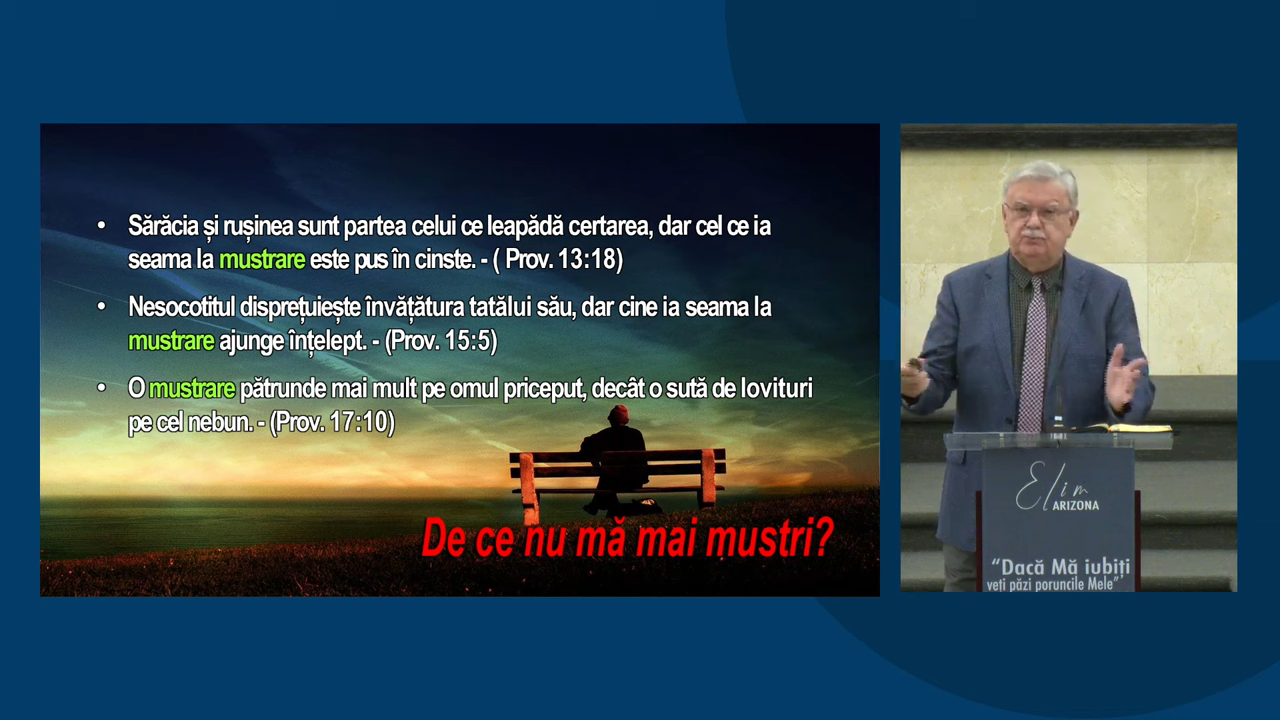 • Sărăcia și rușinea sunt partea celui ce leapădă certarea, dar cel ce ia
seama la mustrare este pus în cinste. - ( Prov. 13:18)
• Nesocotitul disprețuiește învățătura tatălui său, dar cine ia seama la
mustrare ajunge înțelept. - (Prov. 15:5)
• O mustrare pătrunde mai mult pe omul priceput, decât o sută de lovituri
pe cel nebun. - (Prov. 17:10)
De ce nu mă mai mustri?
Elim
ARIZONA
“Dacă Mă iubiți
veți păzi poruncile Mele”